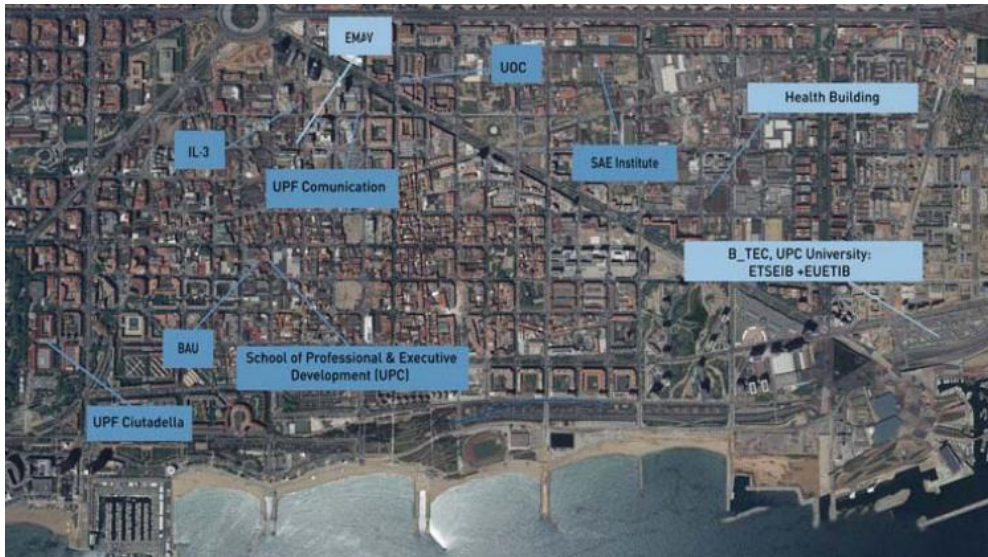 EMAV
UOC
Health Building
IL-3
SAE Institute
UPF Comunication
B_TEC, UPC University:
ETSEIB +EUETIB
BAU
School of Professional & Executive
Development (UPC)
UPF Ciutadella